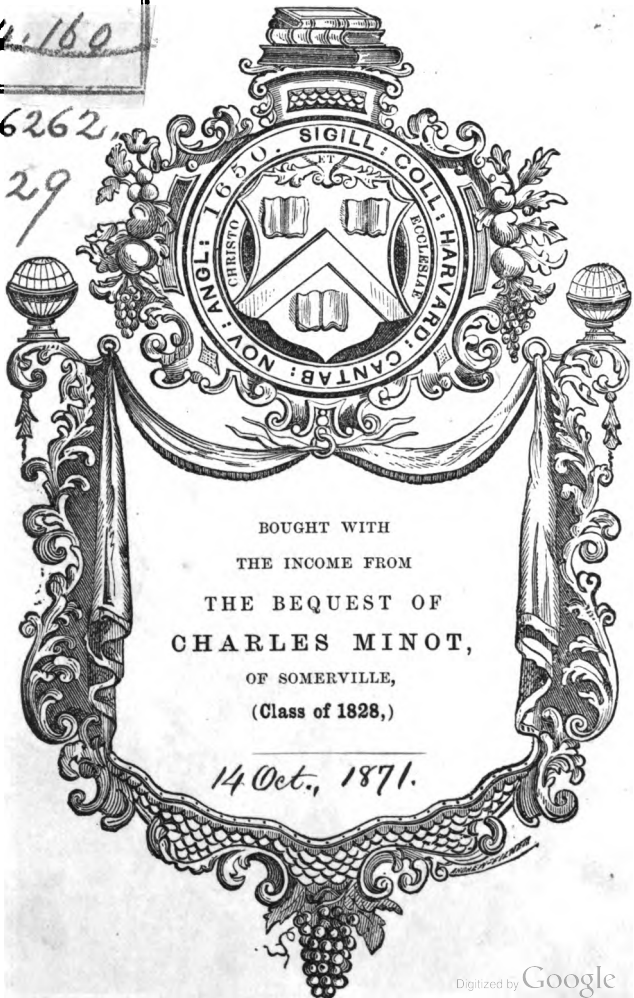 4.160
6262,
29
SIGILL: COLL: HARVARD: CANTAB: NOV: ANGL: 1650.
CHRISTO
ET
ECCLESIAE
BOUGHT WITH
THE INCOME FROM
THE BEQUEST OF
CHARLES MINOT,
OF SOMERVILLE,
(Class of 1828,)
14 Oct., 1871.
Digitized by Google